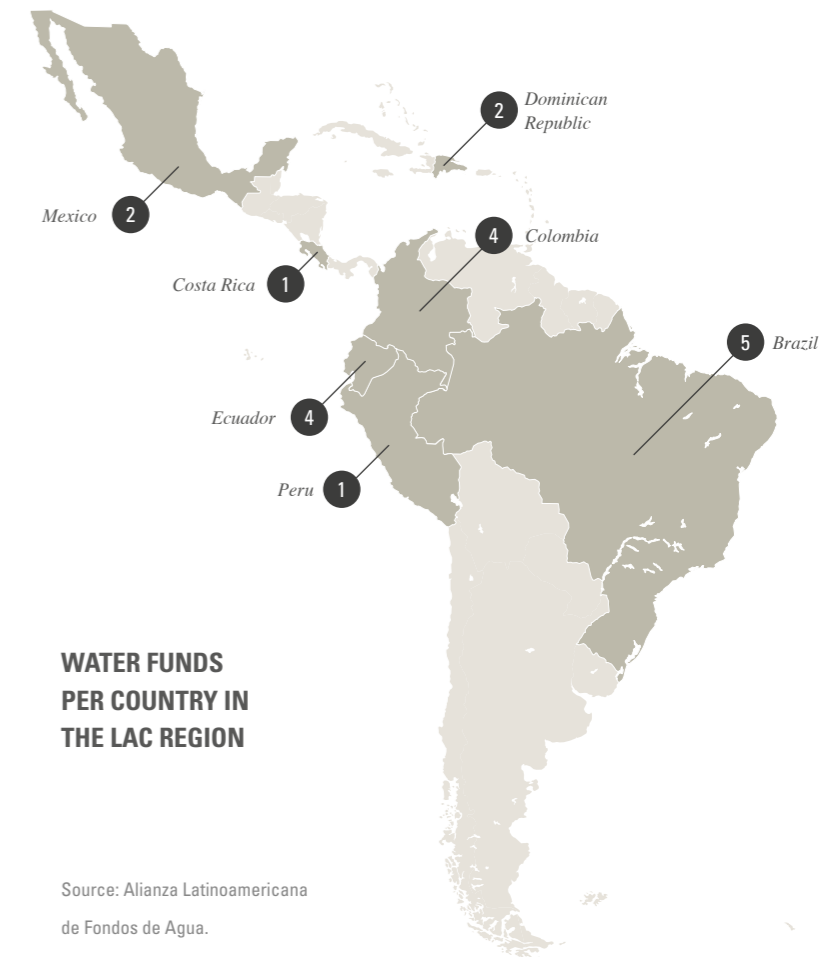 2
Dominican
Republic
Mexico 2
4 Colombia
Costa Rica 1
5 Brazil
Ecuador 4
Peru 1
WATER FUNDS
PER COUNTRY IN
THE LAC REGION
Source: Alianza Latinoamericana
de Fondos de Agua.